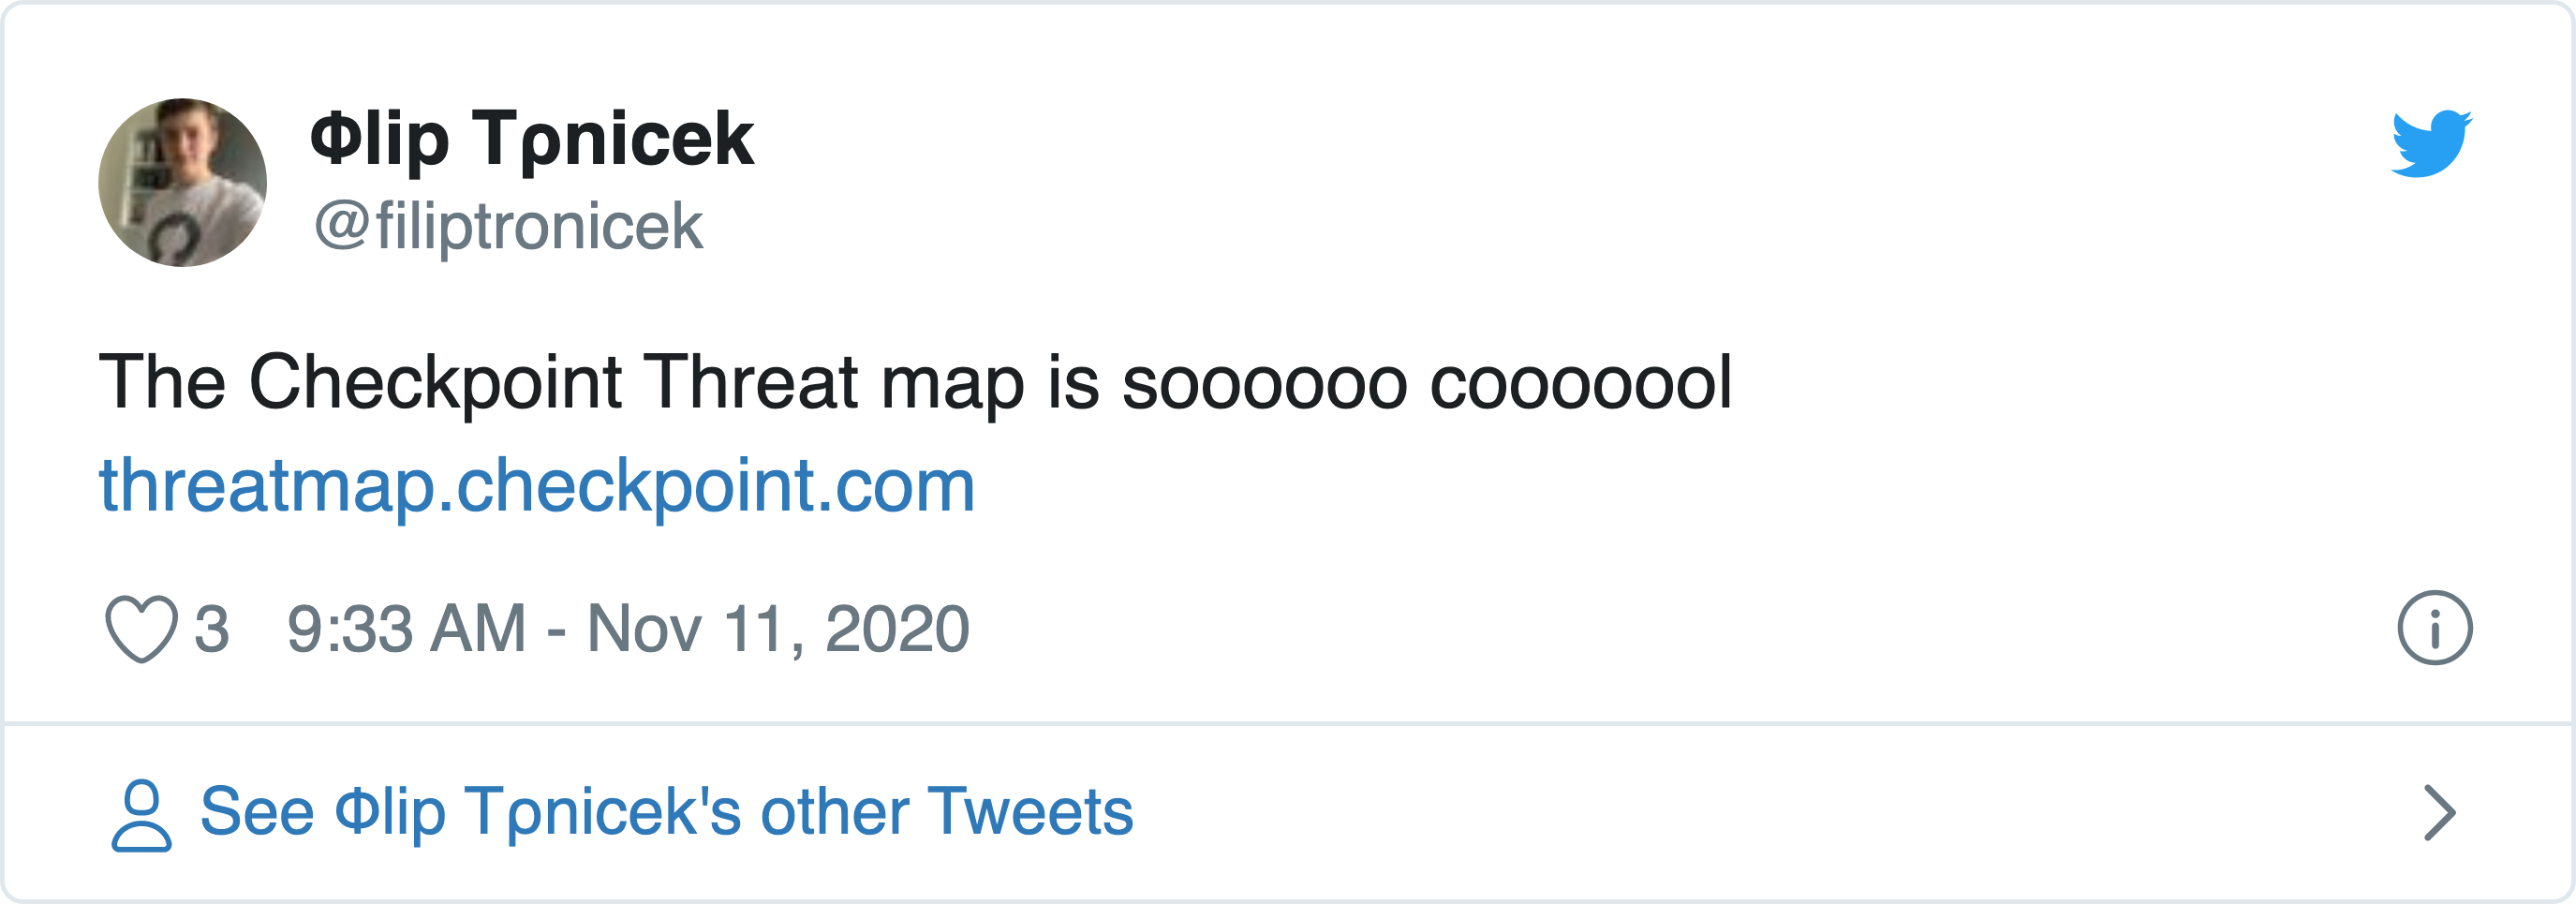 Φlip Tρnicek
@filiptronicek
The Checkpoint Threat map is soooooo cooooool
threatmap.checkpoint.com
3 9:33 AM - Nov 11, 2020
See Φlip Tρnicek's other Tweets